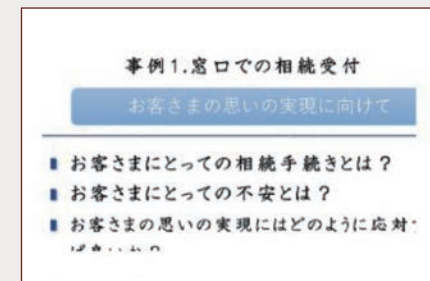 事例1.窓口での相続受付
お客さまの思いの実現に向けて
お客さまにとっての相続手続きとは？
お客さまにとっての不安とは？
お客さまの思いの実現にはどのように応対